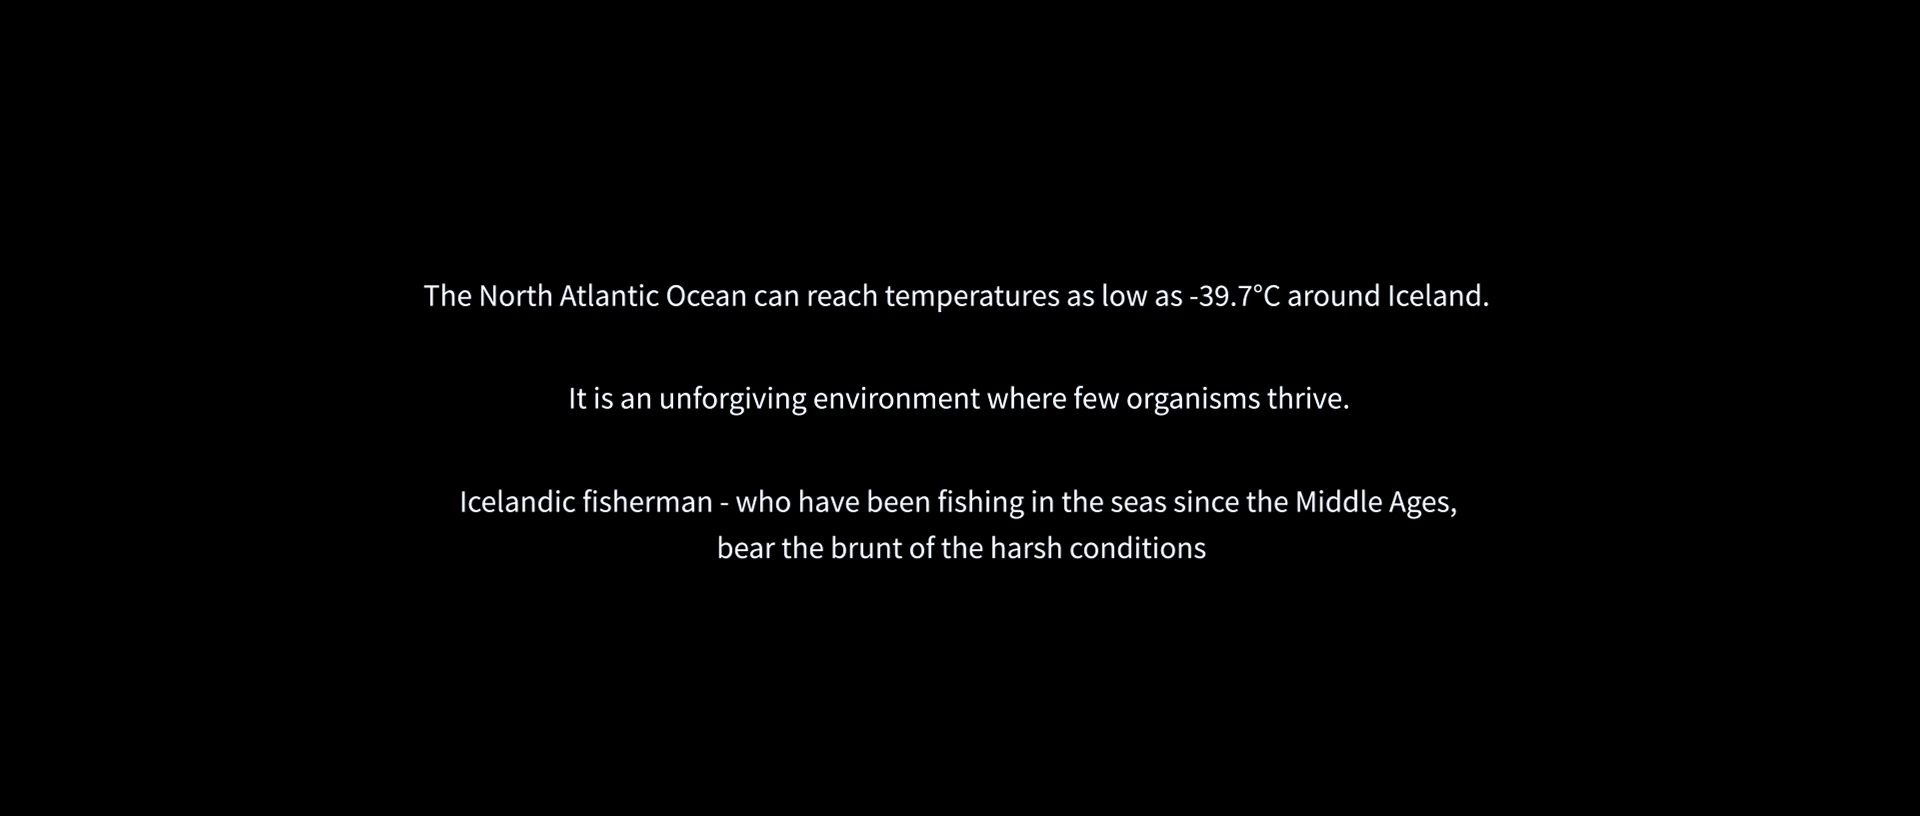 The North Atlantic Ocean can reach temperatures as low as -39.7°C around Iceland.
It is an unforgiving environment where few organisms thrive.
Icelandic fisherman - who have been fishing in the seas since the Middle Ages,
bear the brunt of the harsh conditions